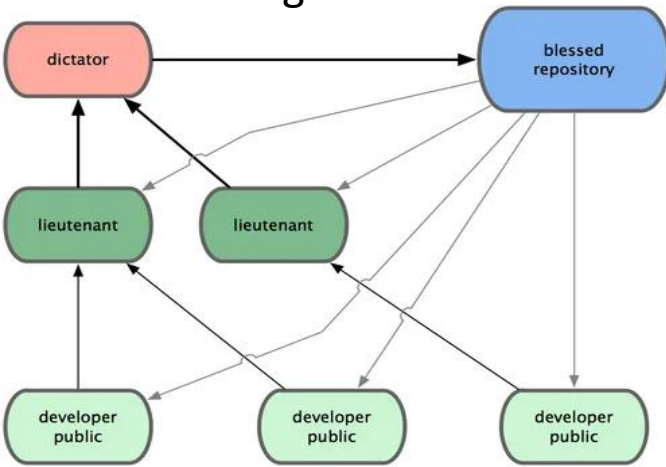 g
dictator
blessed
repository
lieutenant
lieutenant
developer
public
developer
public
developer
public